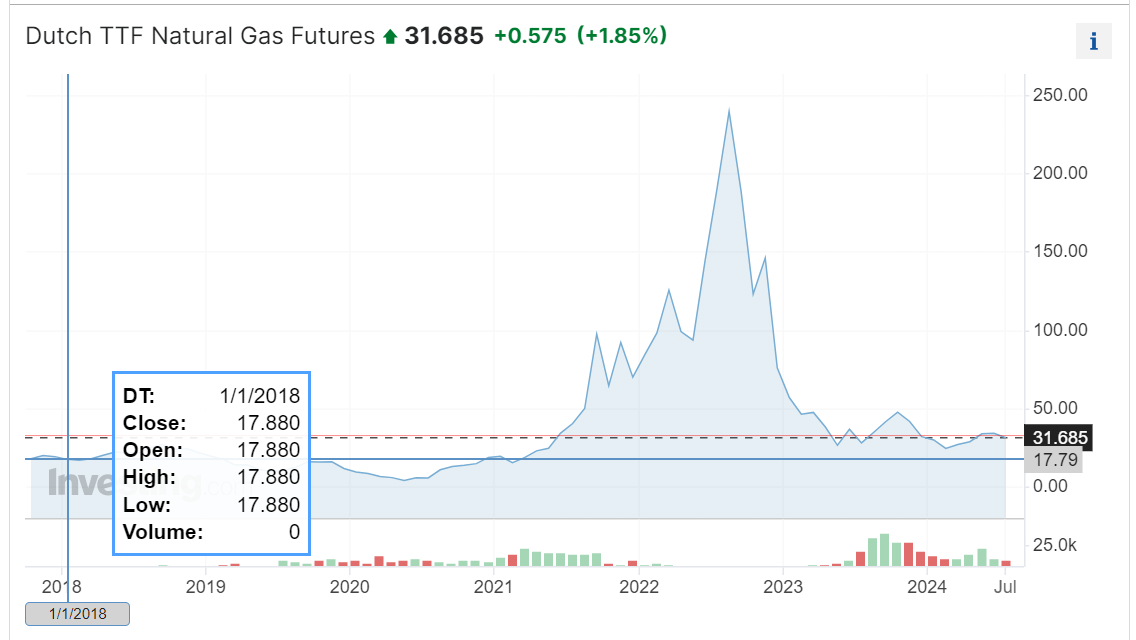 Dutch TTF Natural Gas Futures 31.685 +0.575 (+1.85%)
i
250.00
200.00
150.00
100.00
50.00
31.685
17.79
0.00
25.0k
DT: 1/1/2018
Close: 17.880
Open: 17.880
High: 17.880
Low: 17.880
Volume: 0
2018 2019 2020 2021 2022 2023 2024 Jul
1/1/2018